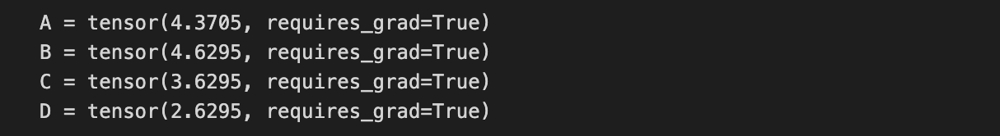 A = tensor(4.3705, requires_grad=True)
B = tensor(4.6295, requires_grad=True)
C = tensor(3.6295, requires_grad=True)
D = tensor(2.6295, requires_grad=True)